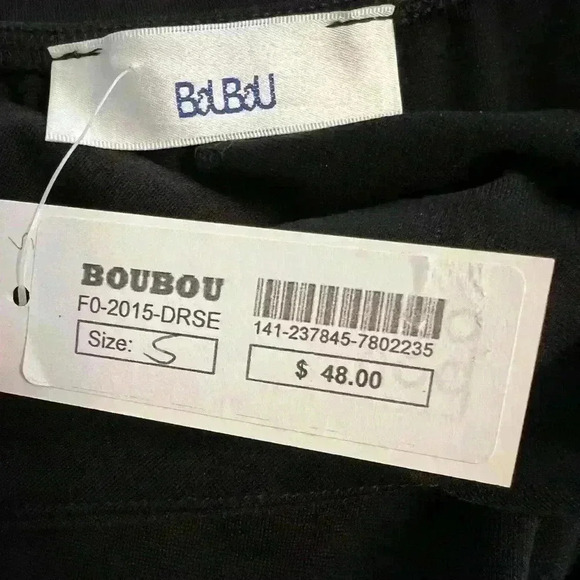 BOUBOU
BOUBOU
F0-2015-DRSE
Size: S
141-237845-7802235
$ 48.00